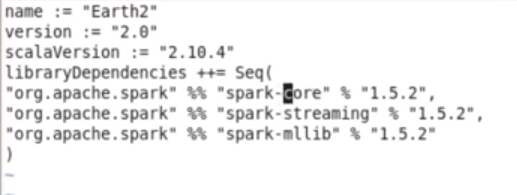 name := "Earth2"
version := "2.0"
scalaVersion := "2.10.4"
libraryDependencies ++= Seq(
"org.apache.spark" %% "spark-core" % "1.5.2",
"org.apache.spark" %% "spark-streaming" % "1.5.2",
"org.apache.spark" %% "spark-mllib" % "1.5.2"
)
~
~